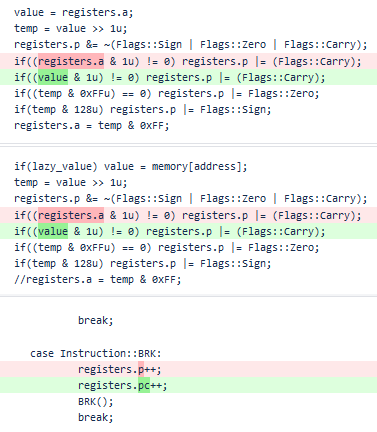 value = registers.a;
temp = value >> 1u;
registers.p &= ~(Flags::Sign | Flags::Zero | Flags::Carry);
if((registers.a & 1u) != 0) registers.p |= (Flags::Carry);
if((value & 1u) != 0) registers.p |= (Flags::Carry);
if((temp & 0xFFu) == 0) registers.p |= Flags::Zero;
if(temp & 128u) registers.p |= Flags::Sign;
registers.a = temp & 0xFF;
if(lazy_value) value = memory[address];
temp = value >> 1u;
registers.p &= ~(Flags::Sign | Flags::Zero | Flags::Carry);
if((registers.a & 1u) != 0) registers.p |= (Flags::Carry);
if((value & 1u) != 0) registers.p |= (Flags::Carry);
if((temp & 0xFFu) == 0) registers.p |= Flags::Zero;
if(temp & 128u) registers.p |= Flags::Sign;
//registers.a = temp & 0xFF;
break;
case Instruction::BRK:
registers.p++;
registers.pc++;
BRK();
break;